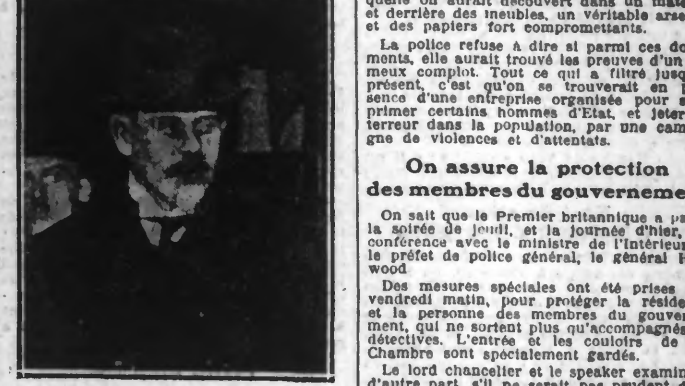 quelle on aurait découvert dans un
et derrière des meubles, un véritable
et des papiers fort compromettants.
La police refuse à dire si parmi ces
ments, elle aurait trouvé les preuves d'un
meux complot. Tout ce qui a filtré
présent, c'est qu'on se trouverait en
sence d'une entreprise organisée pour
primer certains hommes d'Etat, et jeter
terreur dans la population, par une cam
gne de violences et d'attentats.
On assure la protection
des membres du gouverneme
On sait que le Premier britannique a
la soirée de jeudi, et la journée d'hier,
conférence avec le ministre de l'Intérieur
le préfet de police général, le général H
wood
Des mesures spéciales ont été prises
vendredi matin, pour protéger la réside
et la personne des membres du gouver
ment, qui ne sortent plus qu'accompagnés
détectives. L'entrée et les couloirs de
Chambre sont spécialement gardés.
Le lord chancelier et le speaker examin
d'autre part, s'il ne serait pas prudent